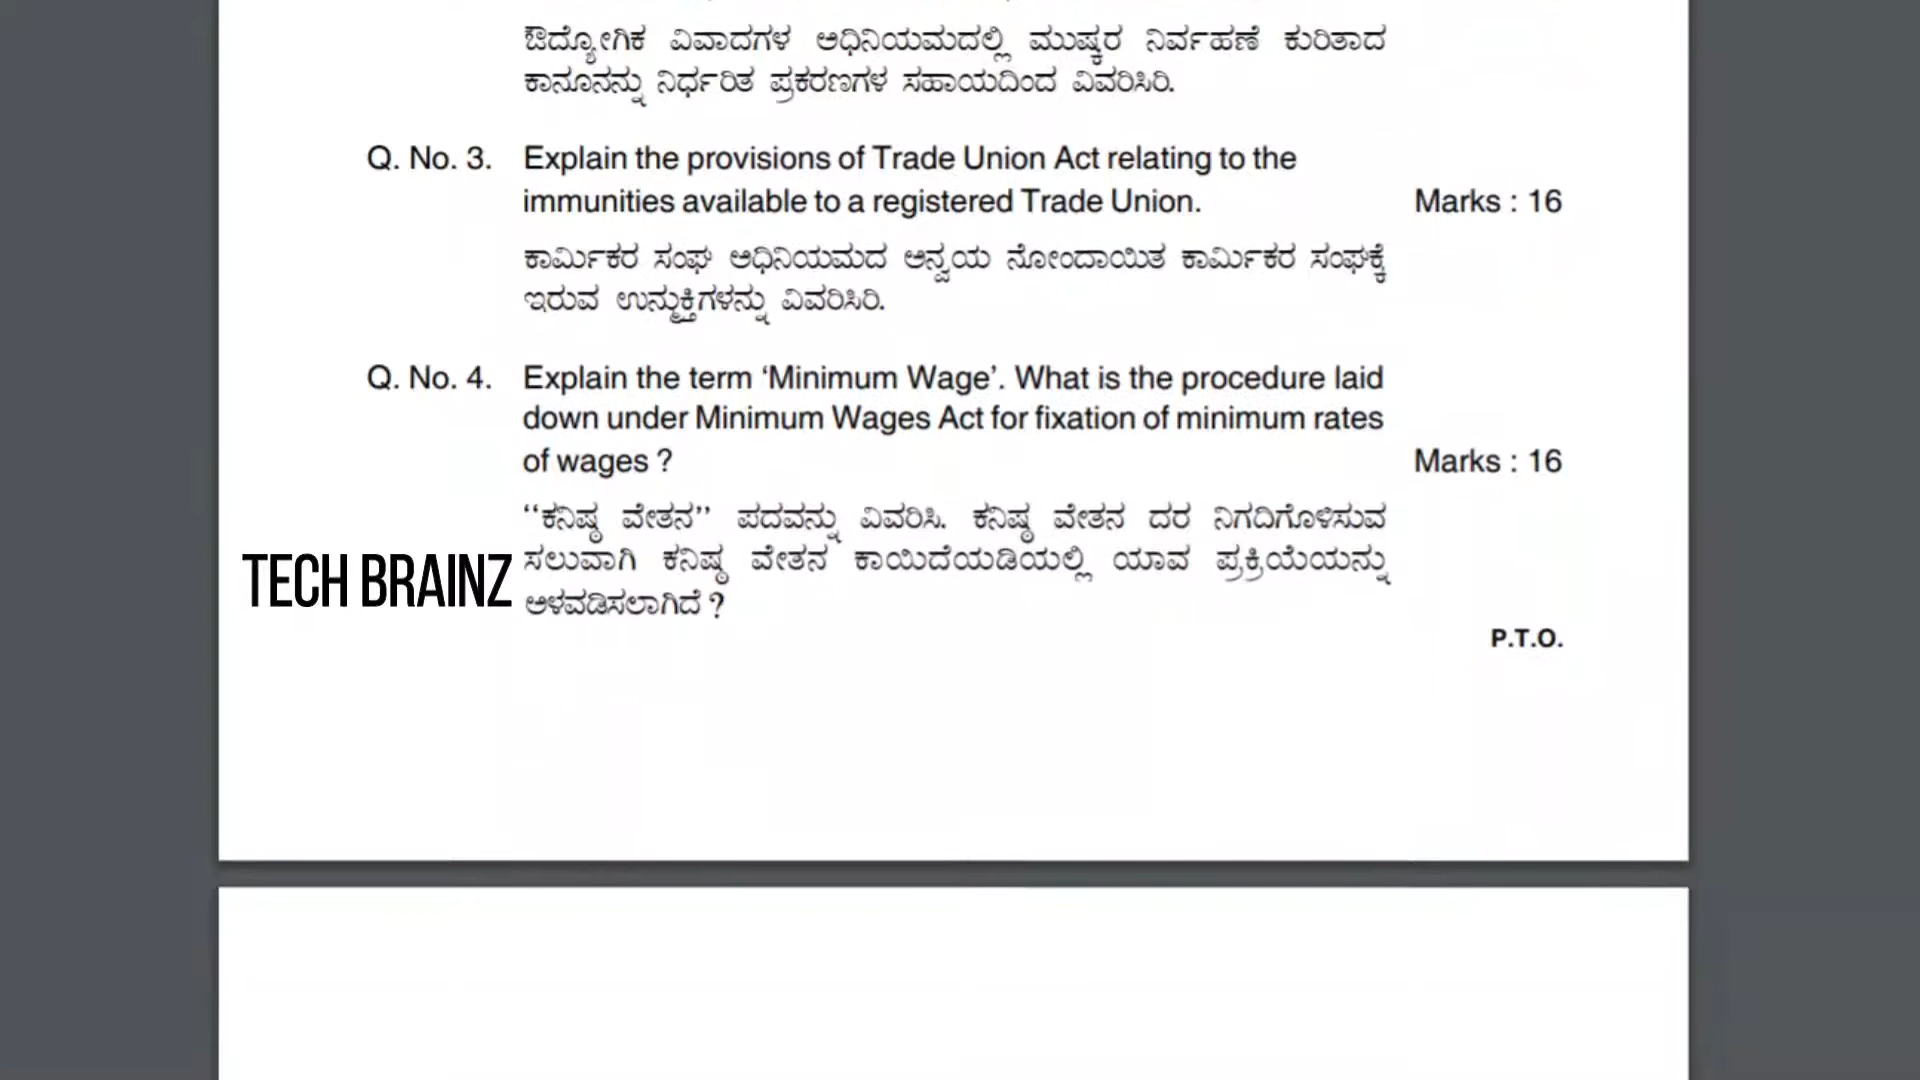 ಔದ್ಯೋಗಿಕ ವಿವಾದಗಳ ಅಧಿನಿಯಮದಲ್ಲಿ ಮುಷ್ಕರ ನಿರ್ವಹಣೆ ಕುರಿತಾದ
ಕಾನೂನನ್ನು ನಿರ್ಧರಿತ ಪ್ರಕರಣಗಳ ಸಹಾಯದಿಂದ ವಿವರಿಸಿರಿ.
Q. No. 3. Explain the provisions of Trade Union Act relating to the
immunities available to a registered Trade Union. Marks : 16
ಕಾರ್ಮಿಕರ ಸಂಘ ಅಧಿನಿಯಮದ ಅನ್ವಯ ನೋಂದಾಯಿತ ಕಾರ್ಮಿಕರ ಸಂಘಕ್ಕೆ
ಇರುವ ಉನ್ಮುಕ್ತಿಗಳನ್ನು ವಿವರಿಸಿರಿ.
Q. No. 4. Explain the term ‘Minimum Wage’. What is the procedure laid
down under Minimum Wages Act for fixation of minimum rates
of wages ? Marks : 16
‘‘ಕನಿಷ್ಠ ವೇತನ’’ ಪದವನ್ನು ವಿವರಿಸಿ. ಕನಿಷ್ಠ ವೇತನ ದರ ನಿಗದಿಗೊಳಿಸುವ
ಸಲುವಾಗಿ ಕನಿಷ್ಠ ವೇತನ ಕಾಯಿದೆಯಡಿಯಲ್ಲಿ ಯಾವ ಪ್ರಕ್ರಿಯೆಯನ್ನು
TECH BRAINZ
ಅಳವಡಿಸಲಾಗಿದೆ ?
P.T.O.